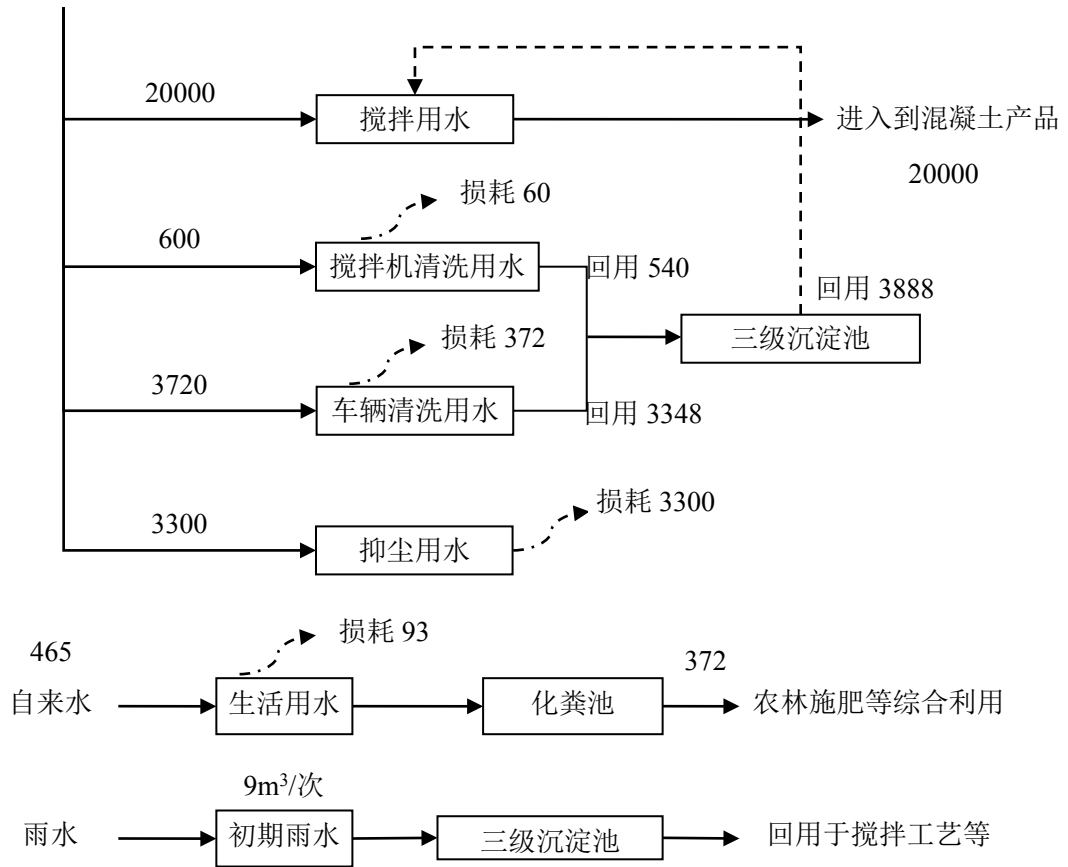 20000
搅拌用水
进入到混凝土产品
20000
损耗 60
600
搅拌机清洗用水
回用 540
回用 3888
三级沉淀池
损耗 372
3720
车辆清洗用水
回用 3348
损耗 3300
3300
抑尘用水
损耗 93
465
372
自来水
生活用水
化粪池
农林施肥等综合利用
9m³/次
雨水
初期雨水
三级沉淀池
回用于搅拌工艺等